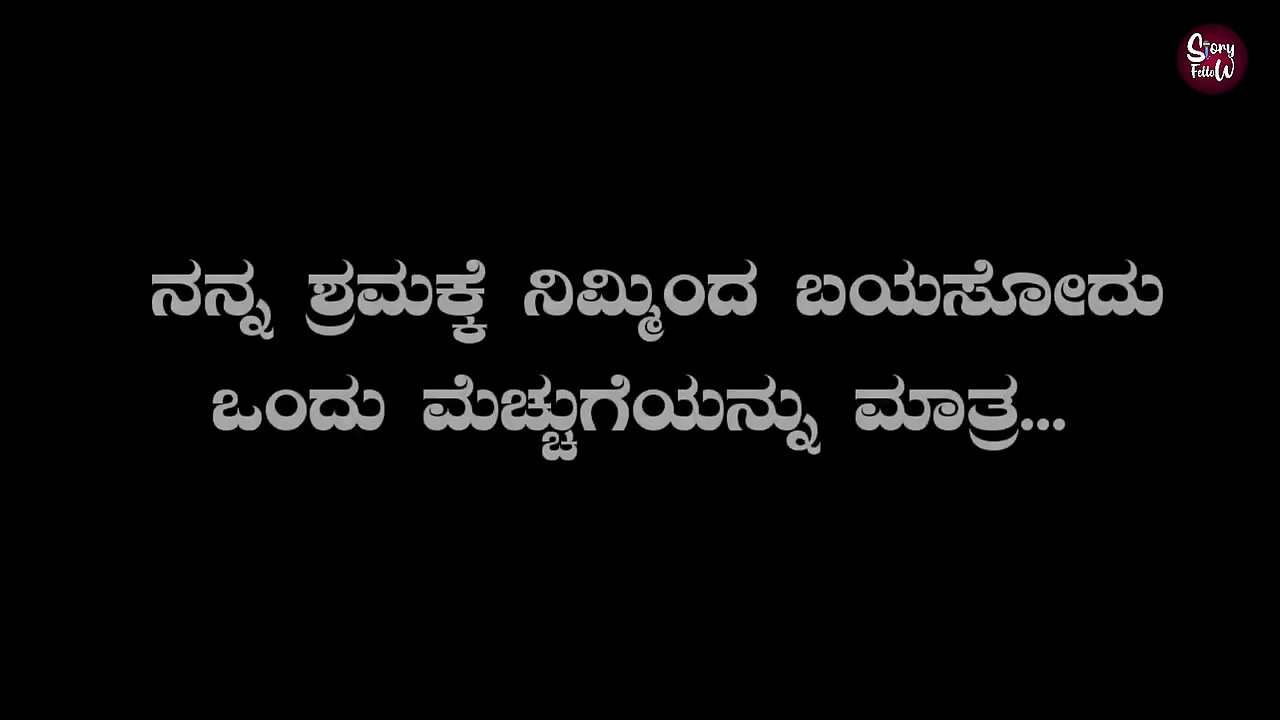 Story
Fellow
ನನ್ನ ಶ್ರಮಕ್ಕೆ ನಿಮ್ಮಿಂದ ಬಯಸೋದು
ಒಂದು ಮೆಚ್ಚುಗೆಯನ್ನು ಮಾತ್ರ...